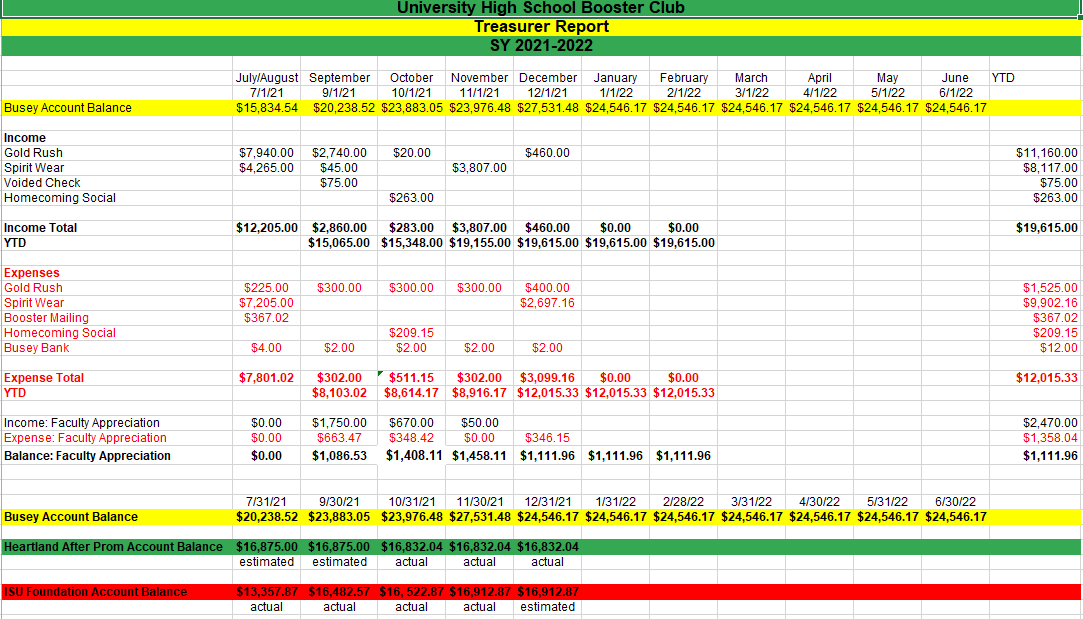 University High School Booster Club
Treasurer Report
SY 2021-2022
July/August September October November December January February March April May June YTD
7/1/21 9/1/21 10/1/21 11/1/21 12/1/21 1/1/22 2/1/22 3/1/22 4/1/22 5/1/22 6/1/22
Busey Account Balance $15,834.54 $20,238.52 $23,883.05 $23,976.48 $27,531.48 $24,546.17 $24,546.17 $24,546.17 $24,546.17 $24,546.17 $24,546.17
Income
Gold Rush $7,940.00 $2,740.00 $20.00 $460.00 $11,160.00
Spirit Wear $4,265.00 $45.00 $3,807.00 $8,117.00
Voided Check $75.00 $75.00
Homecoming Social $263.00 $263.00
Income Total $12,205.00 $2,860.00 $283.00 $3,807.00 $460.00 $0.00 $0.00 $19,615.00
YTD $15,065.00 $15,348.00 $19,155.00 $19,615.00 $19,615.00 $19,615.00
Expenses
Gold Rush $225.00 $300.00 $300.00 $300.00 $400.00 $1,525.00
Spirit Wear $7,205.00 $2,697.16 $9,902.16
Booster Mailing $367.02 $367.02
Homecoming Social $209.15 $209.15
Busey Bank $4.00 $2.00 $2.00 $2.00 $2.00 $12.00
Expense Total $7,801.02 $302.00 $511.15 $302.00 $3,099.16 $0.00 $0.00 $12,015.33
YTD $8,103.02 $8,614.17 $8,916.17 $12,015.33 $12,015.33 $12,015.33
Income: Faculty Appreciation $0.00 $1,750.00 $670.00 $50.00 $2,470.00
Expense: Faculty Appreciation $0.00 $663.47 $348.42 $0.00 $346.15 $1,358.04
Balance: Faculty Appreciation $0.00 $1,086.53 $1,408.11 $1,458.11 $1,111.96 $1,111.96 $1,111.96 $1,111.96
7/31/21 9/30/21 10/31/21 11/30/21 12/31/21 1/31/22 2/28/22 3/31/22 4/30/22 5/31/22 6/30/22
Busey Account Balance $20,238.52 $23,883.05 $23,976.48 $27,531.48 $24,546.17 $24,546.17 $24,546.17 $24,546.17 $24,546.17 $24,546.17 $24,546.17
Heartland After Prom Account Balance $16,875.00 $16,875.00 $16,832.04 $16,832.04 $16,832.04
estimated estimated actual actual actual
ISU Foundation Account Balance $13,357.87 $16,482.57 $16, 522.87 $16,912.87 $16,912.87
actual actual actual actual estimated